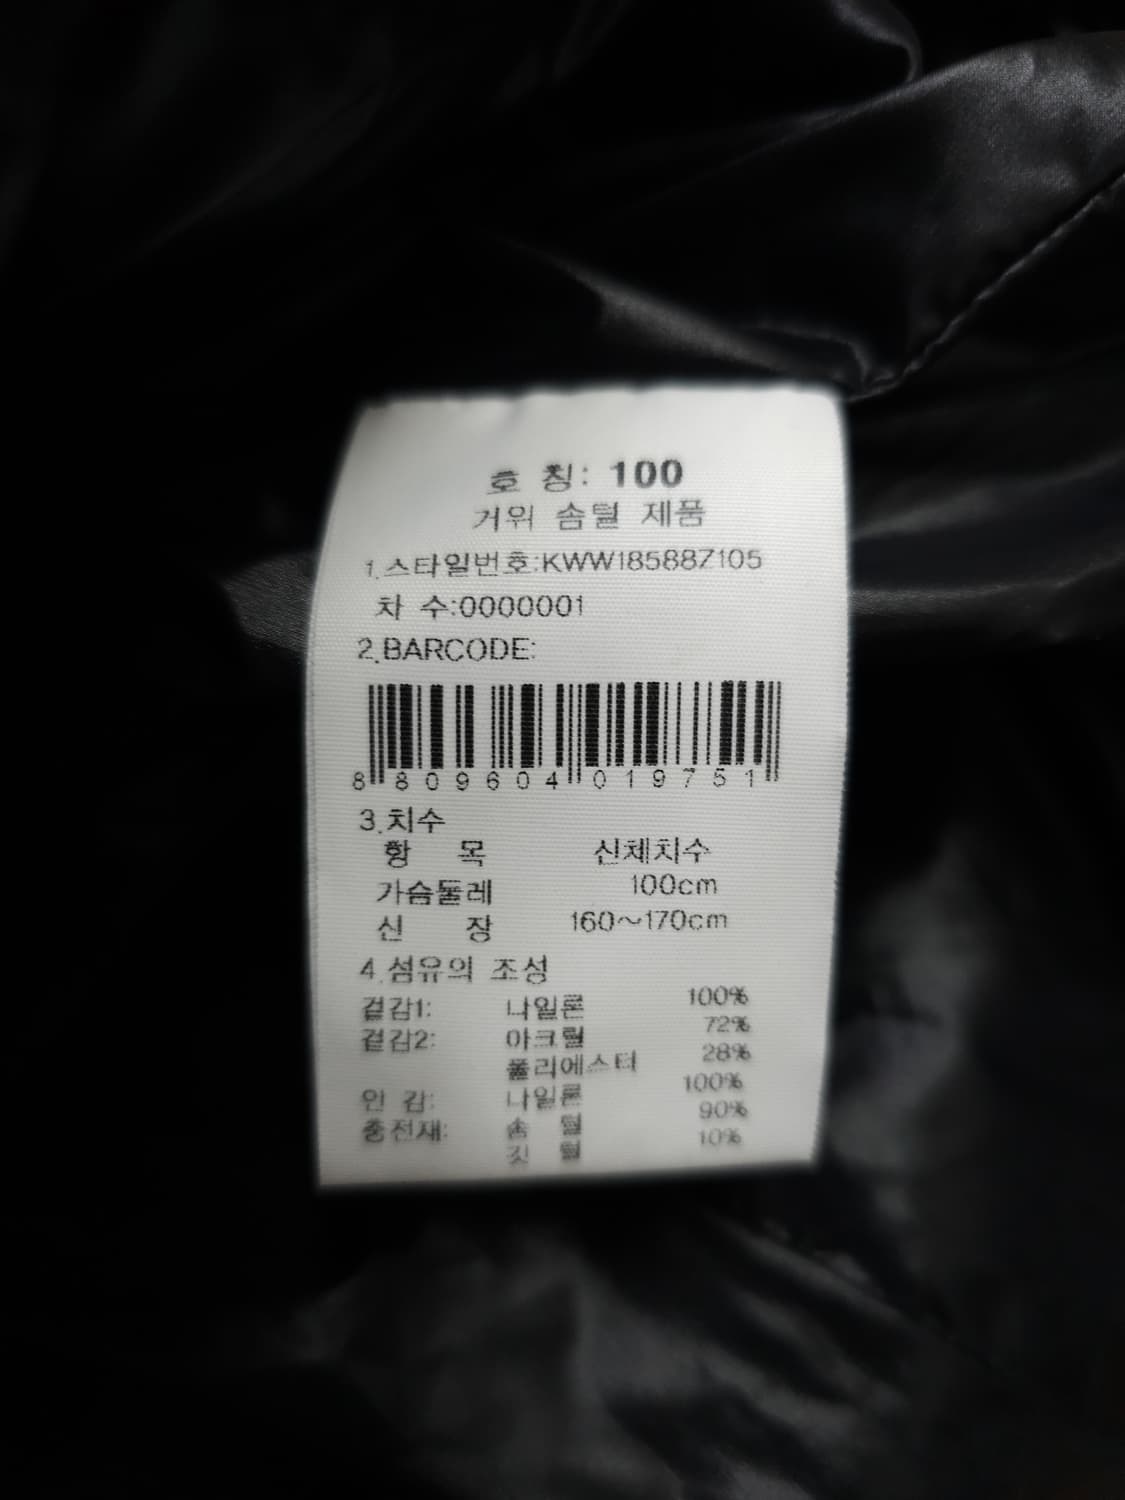 호 칭: 100
거위 솜털 제품
1.스타일번호:KWW18588Z105
차 수:0000001
2.BARCODE:
8 809604 019751
3.치수
항 목 신체치수
가슴둘레 100cm
신 장 160~170cm
4.섬유의 조성
겉감1: 나일론 100%
겉감2: 아크릴 72%
폴리에스터 28%
안 감: 나일론 100%
충전재: 솜 털 90%
깃 털 10%